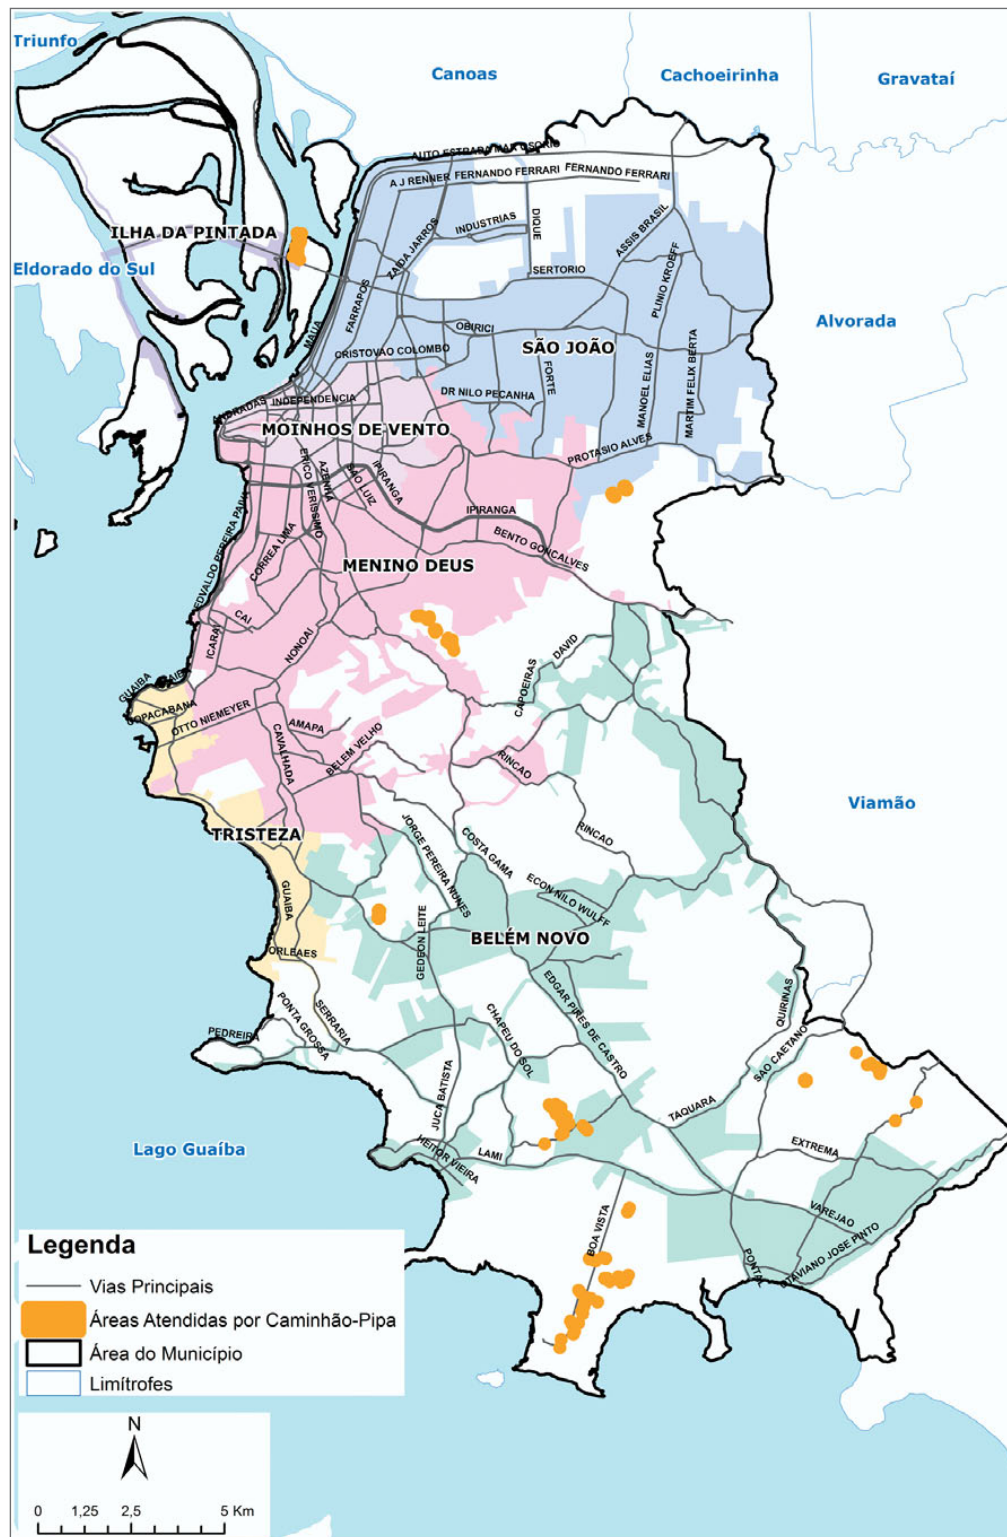 Triunfo
Canoas
Cachoeirinha
Gravataí
AUTO ESTRADA MAR OSORIO
A J RENNER
FERNANDO FERRARI
FERNANDO FERRARI
ILHA DA PINTADA
ZAIDA JARROS
INDUSTRIAS
DIQUE
ASSIS BRASIL
Eldorado do Sul
SERTORIO
PLINIO KROEFF
FARRAPOS
MAUA
Alvorada
OBIRICI
SÃO JOÃO
CRISTOVAO COLOMBO
FORTE
MANOEL ELIAS
MARTIM FELIX BERTA
DR NILO PECANHA
ANDRADAS
INDEPENDENCIA
MOINHOS DE VENTO
PROTASIO ALVES
ERICO VERISSIMO
AZENHA
SAO LUIZ
IPIRANGA
IPIRANGA
EDVALDO PEREIRA PAIVA
BENTO GONCALVES
CORREA LIMA
MENINO DEUS
CAI
ICARAI
NONOAI
DAVID
CAPOEIRAS
GUAIBA
GUAIBA
COPACABANA
OTTO NIEMEYER
AMAPA
CAVALHADA
BELEM VELHO
RINCAO
Viamão
TRISTEZA
RINCAO
JORGE PEREIRA NUNES
COSTA GAMA
ECON NILO WULFF
GUAIBA
GEDEON LEITE
BELÉM NOVO
ORLEAES
EDGAR PIRES DE CASTRO
QUIRINAS
PONTA GROSSA
SERRARIA
CHAPEU DO SOL
PEDREIRA
SAO CAETANO
JUCA BATISTA
TAQUARA
Lago Guaíba
HEITOR VIEIRA
LAMI
EXTREMA
BOA VISTA
VAREJAO
PONTAL
OTAVIANO JOSE PINTO
Legenda
Vias Principais
Áreas Atendidas por Caminhão-Pipa
Área do Município
Limítrofes
N
0 1,25 2,5 5 Km